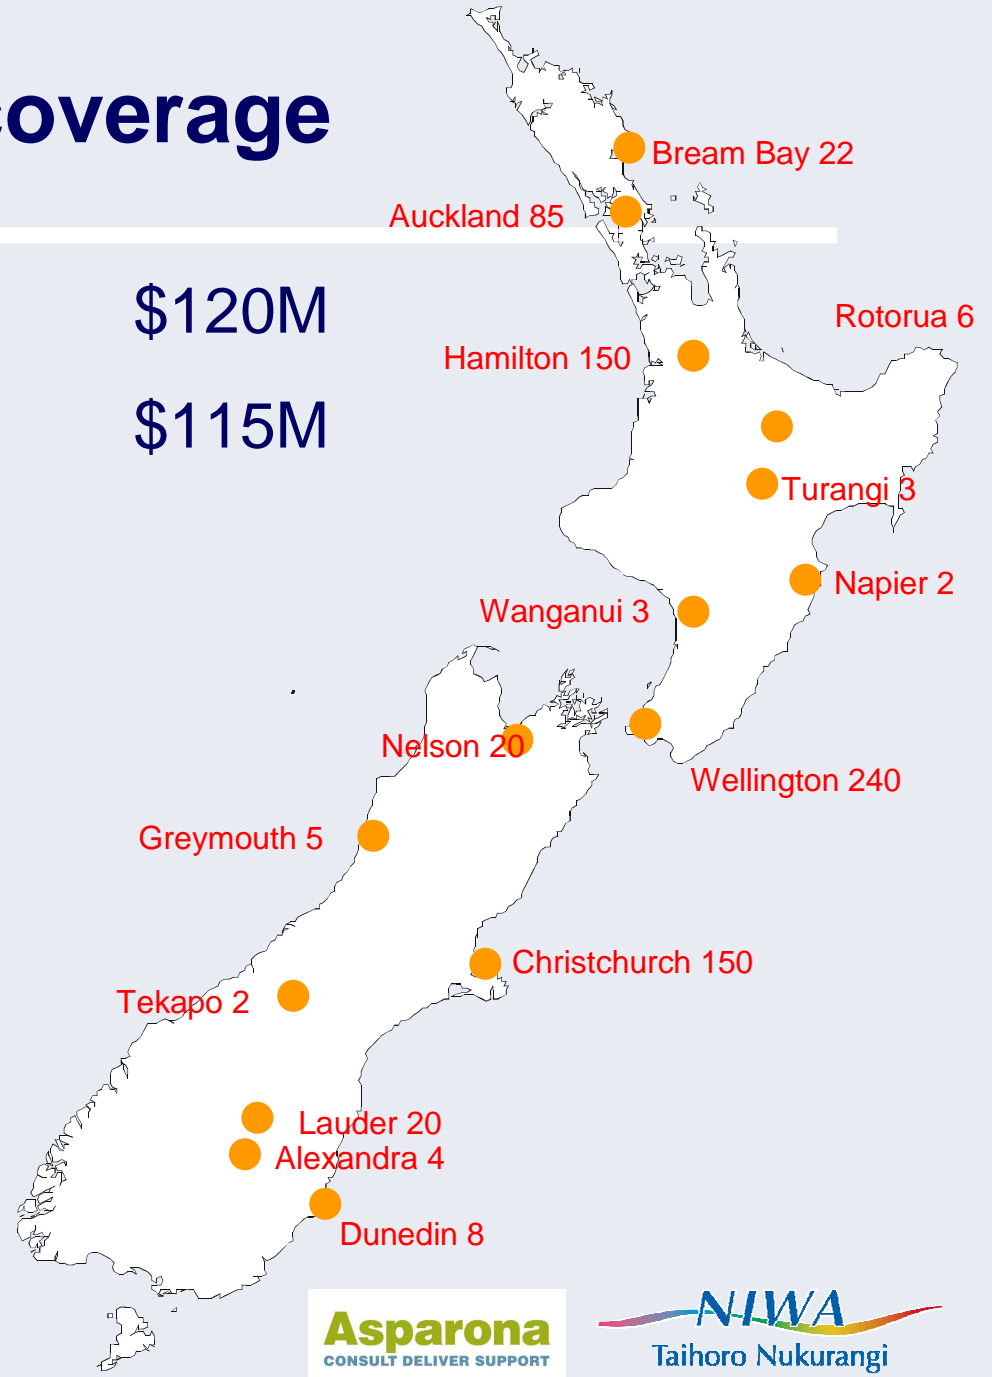 coverage
Bream Bay 22
Auckland 85
$120M
Rotorua 6
Hamilton 150
$115M
Turangi 3
Napier 2
Wanganui 3
Nelson 20
Wellington 240
Greymouth 5
Christchurch 150
Tekapo 2
Lauder 20
Alexandra 4
Dunedin 8
Asparona
CONSULT DELIVER SUPPORT
NIWA
Taihoro Nukurangi